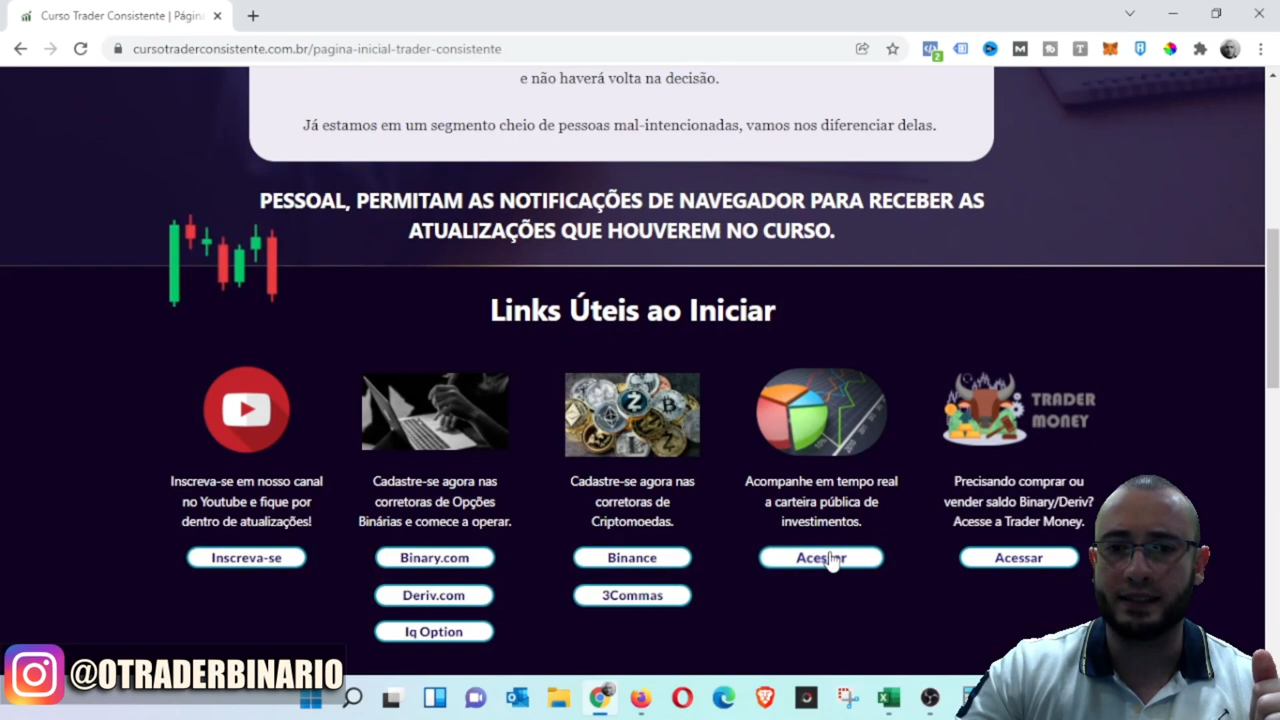 Curso Trader Consistente | Págin
cursotraderconsistente.com.br/pagina-inicial-trader-consistente
2
e não haverá volta na decisão.
Já estamos em um segmento cheio de pessoas mal-intencionadas, vamos nos diferenciar delas.
PESSOAL, PERMITAM AS NOTIFICAÇÕES DE NAVEGADOR PARA RECEBER AS
ATUALIZAÇÕES QUE HOUVEREM NO CURSO.
Links Úteis ao Iniciar
TRADER
MONEY
Inscreva-se em nosso canal
no Youtube e fique por
dentro de atualizações!
Inscreva-se
Cadastre-se agora nas
corretoras de Opções
Binárias e comece a operar.
Binary.com
Deriv.com
Iq Option
Cadastre-se agora nas
corretoras de
Criptomoedas.
Binance
3Commas
Acompanhe em tempo real
a carteira pública de
investimentos.
Acessar
Precisando comprar ou
vender saldo Binary/Deriv?
Acesse a Trader Money.
Acessar
@OTRADERBINARIO